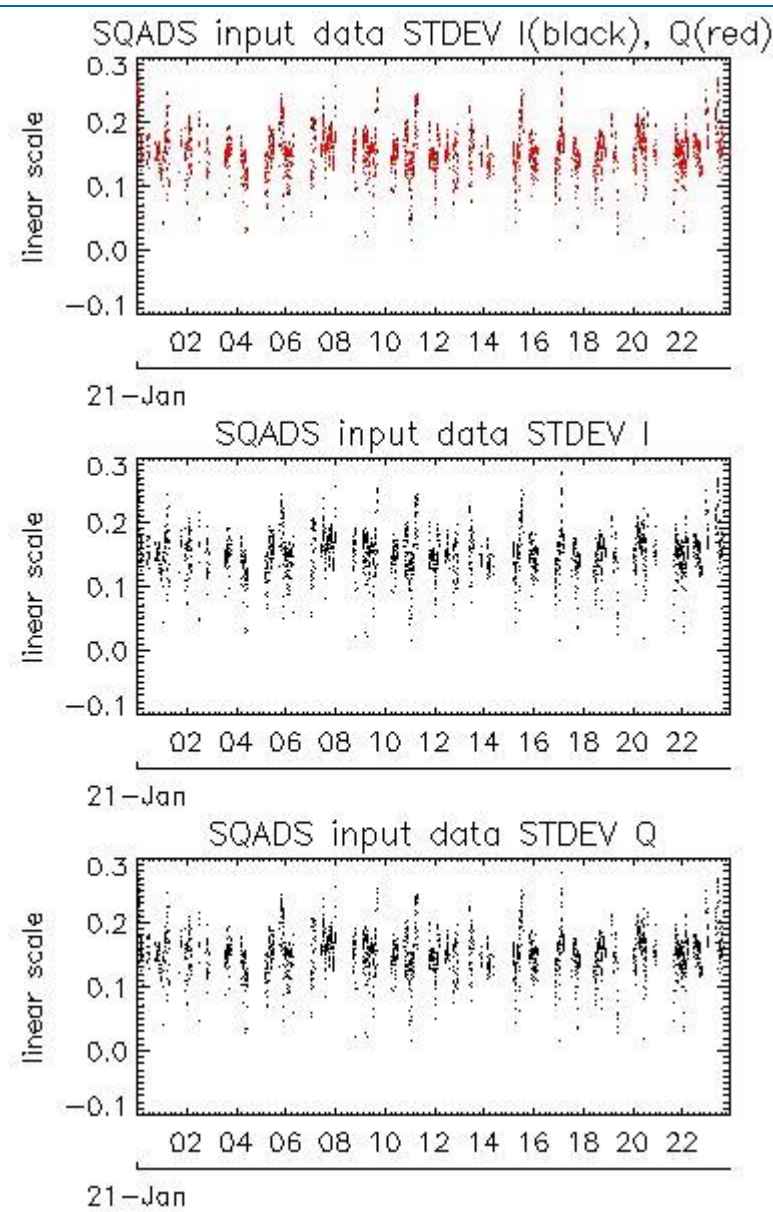 SQADS input data STDEV I(black), Q(red)
0.3
0.2
0.1
0.0
−0.1
linear scale
02 04 06 08 10 12 14 16 18 20 22
21−Jan
SQADS input data STDEV I
0.3
0.2
0.1
0.0
−0.1
linear scale
02 04 06 08 10 12 14 16 18 20 22
21−Jan
SQADS input data STDEV Q
0.3
0.2
0.1
0.0
−0.1
linear scale
02 04 06 08 10 12 14 16 18 20 22
21−Jan